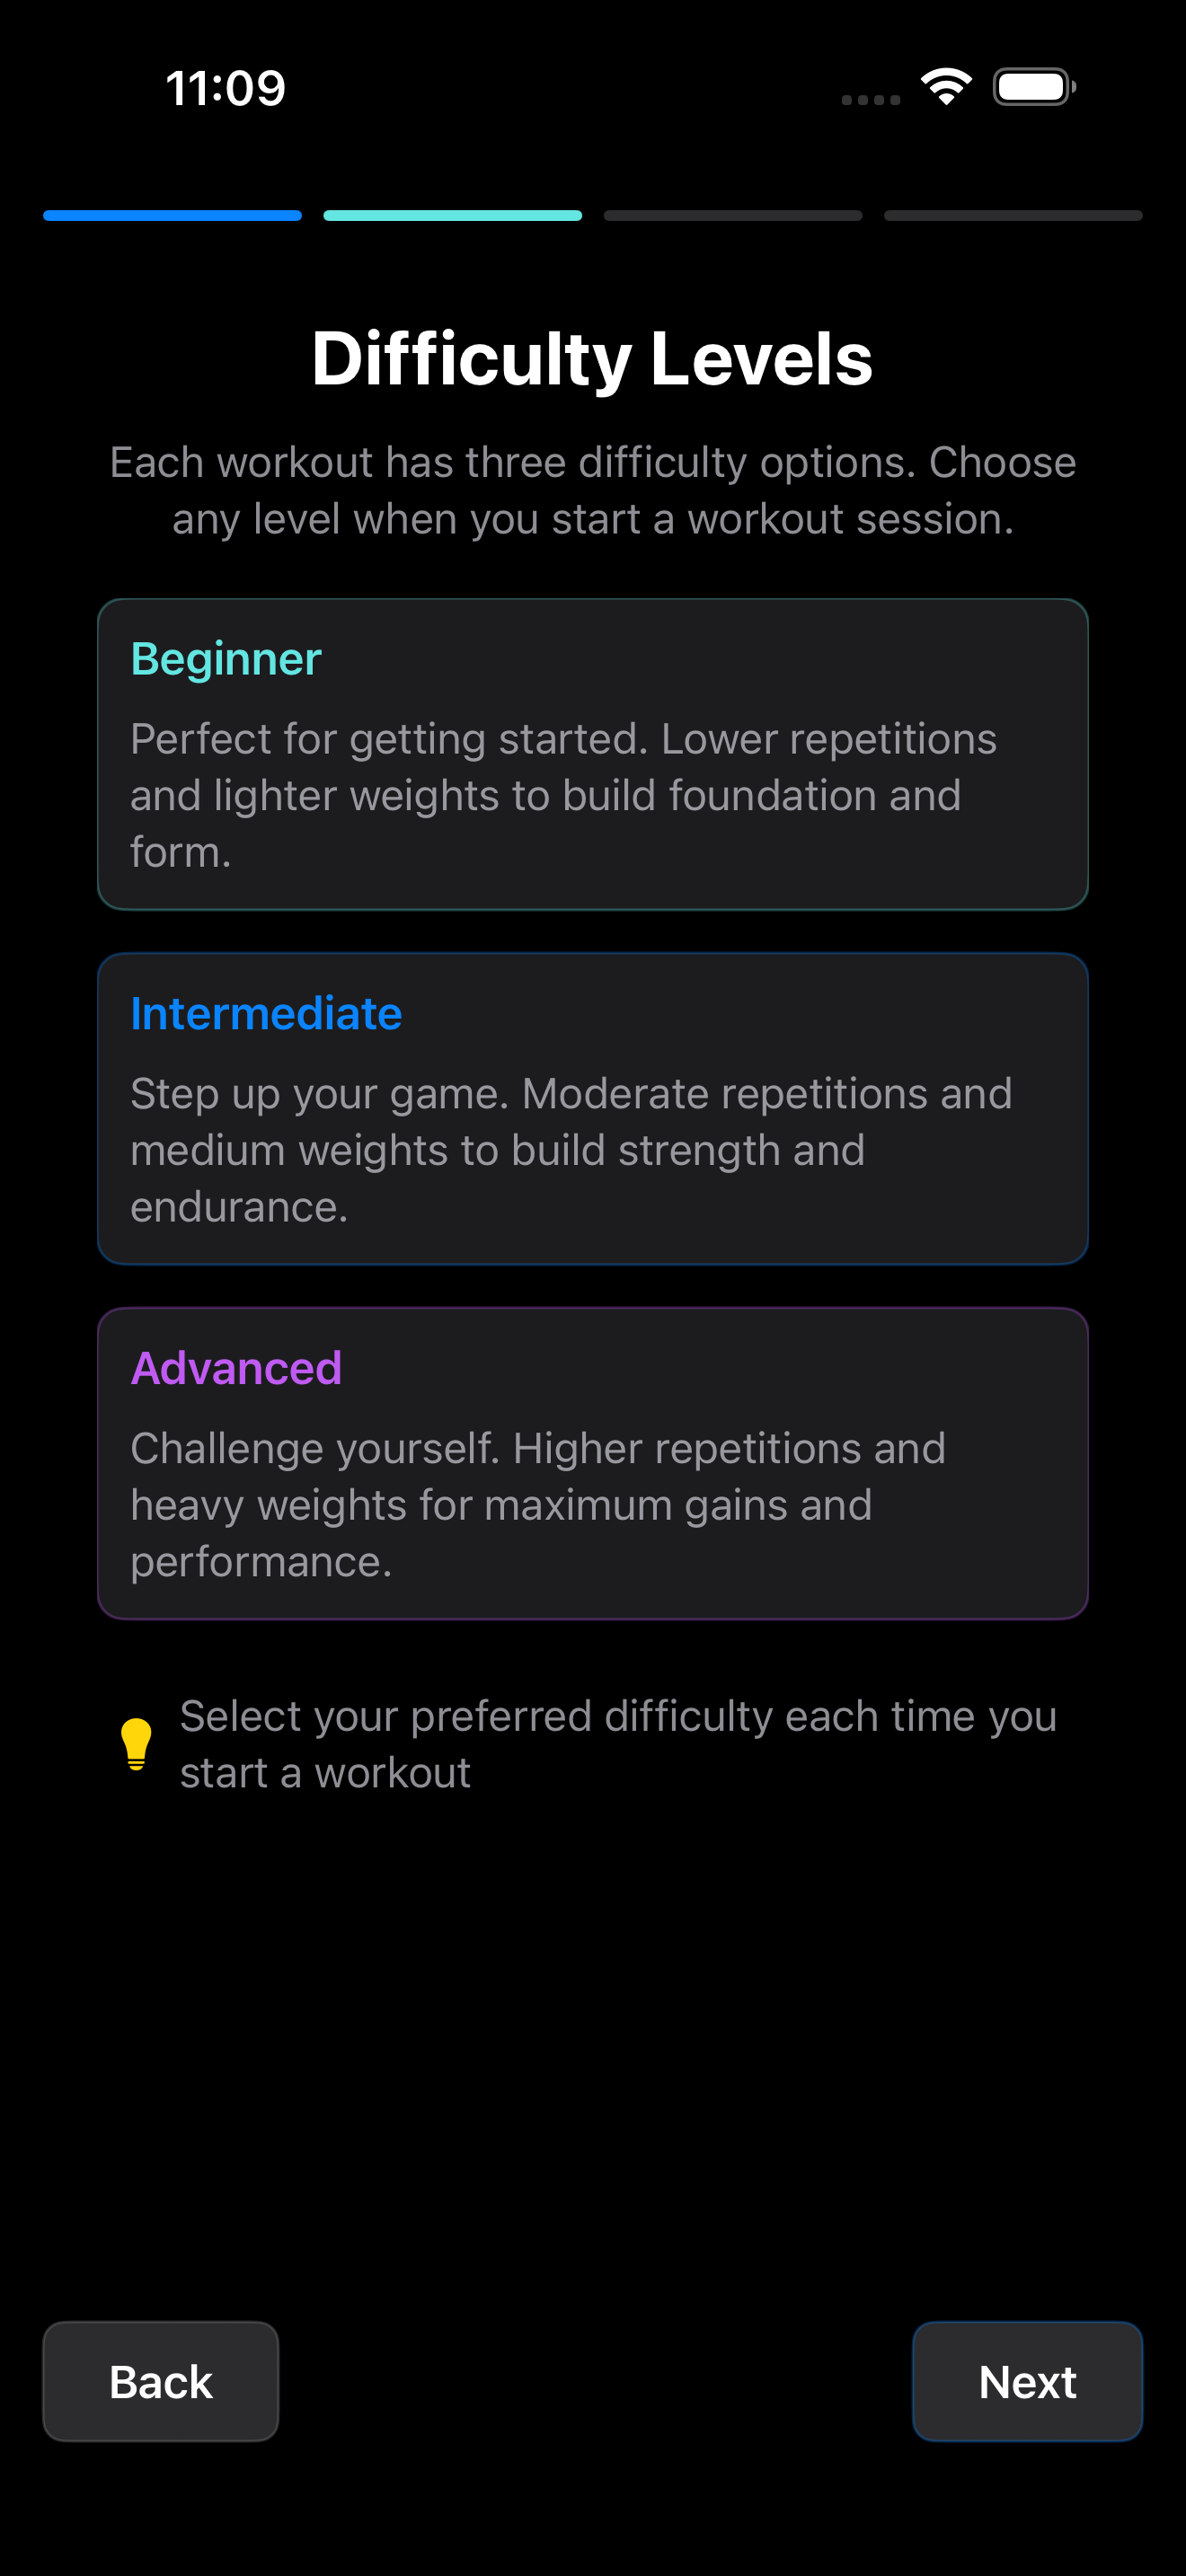 11:09
Difficulty Levels
Each workout has three difficulty options. Choose
any level when you start a workout session.
Beginner
Perfect for getting started. Lower repetitions
and lighter weights to build foundation and
form.
Intermediate
Step up your game. Moderate repetitions and
medium weights to build strength and
endurance.
Advanced
Challenge yourself. Higher repetitions and
heavy weights for maximum gains and
performance.
Select your preferred difficulty each time you
start a workout
Back
Next